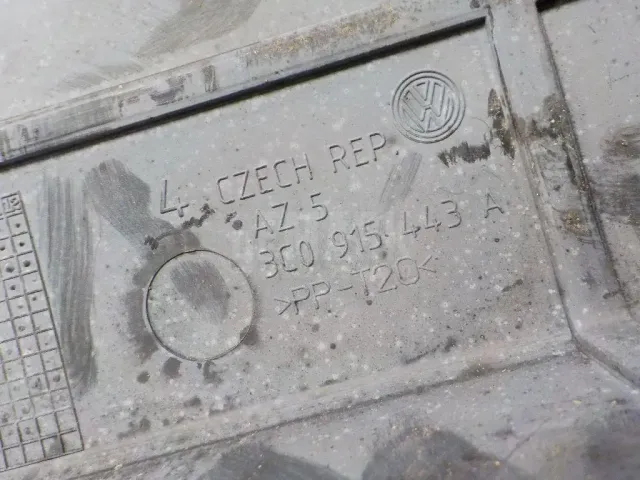 4 CZECH REP.
AZ 5
3C0 915 443 A
>PP-T20<